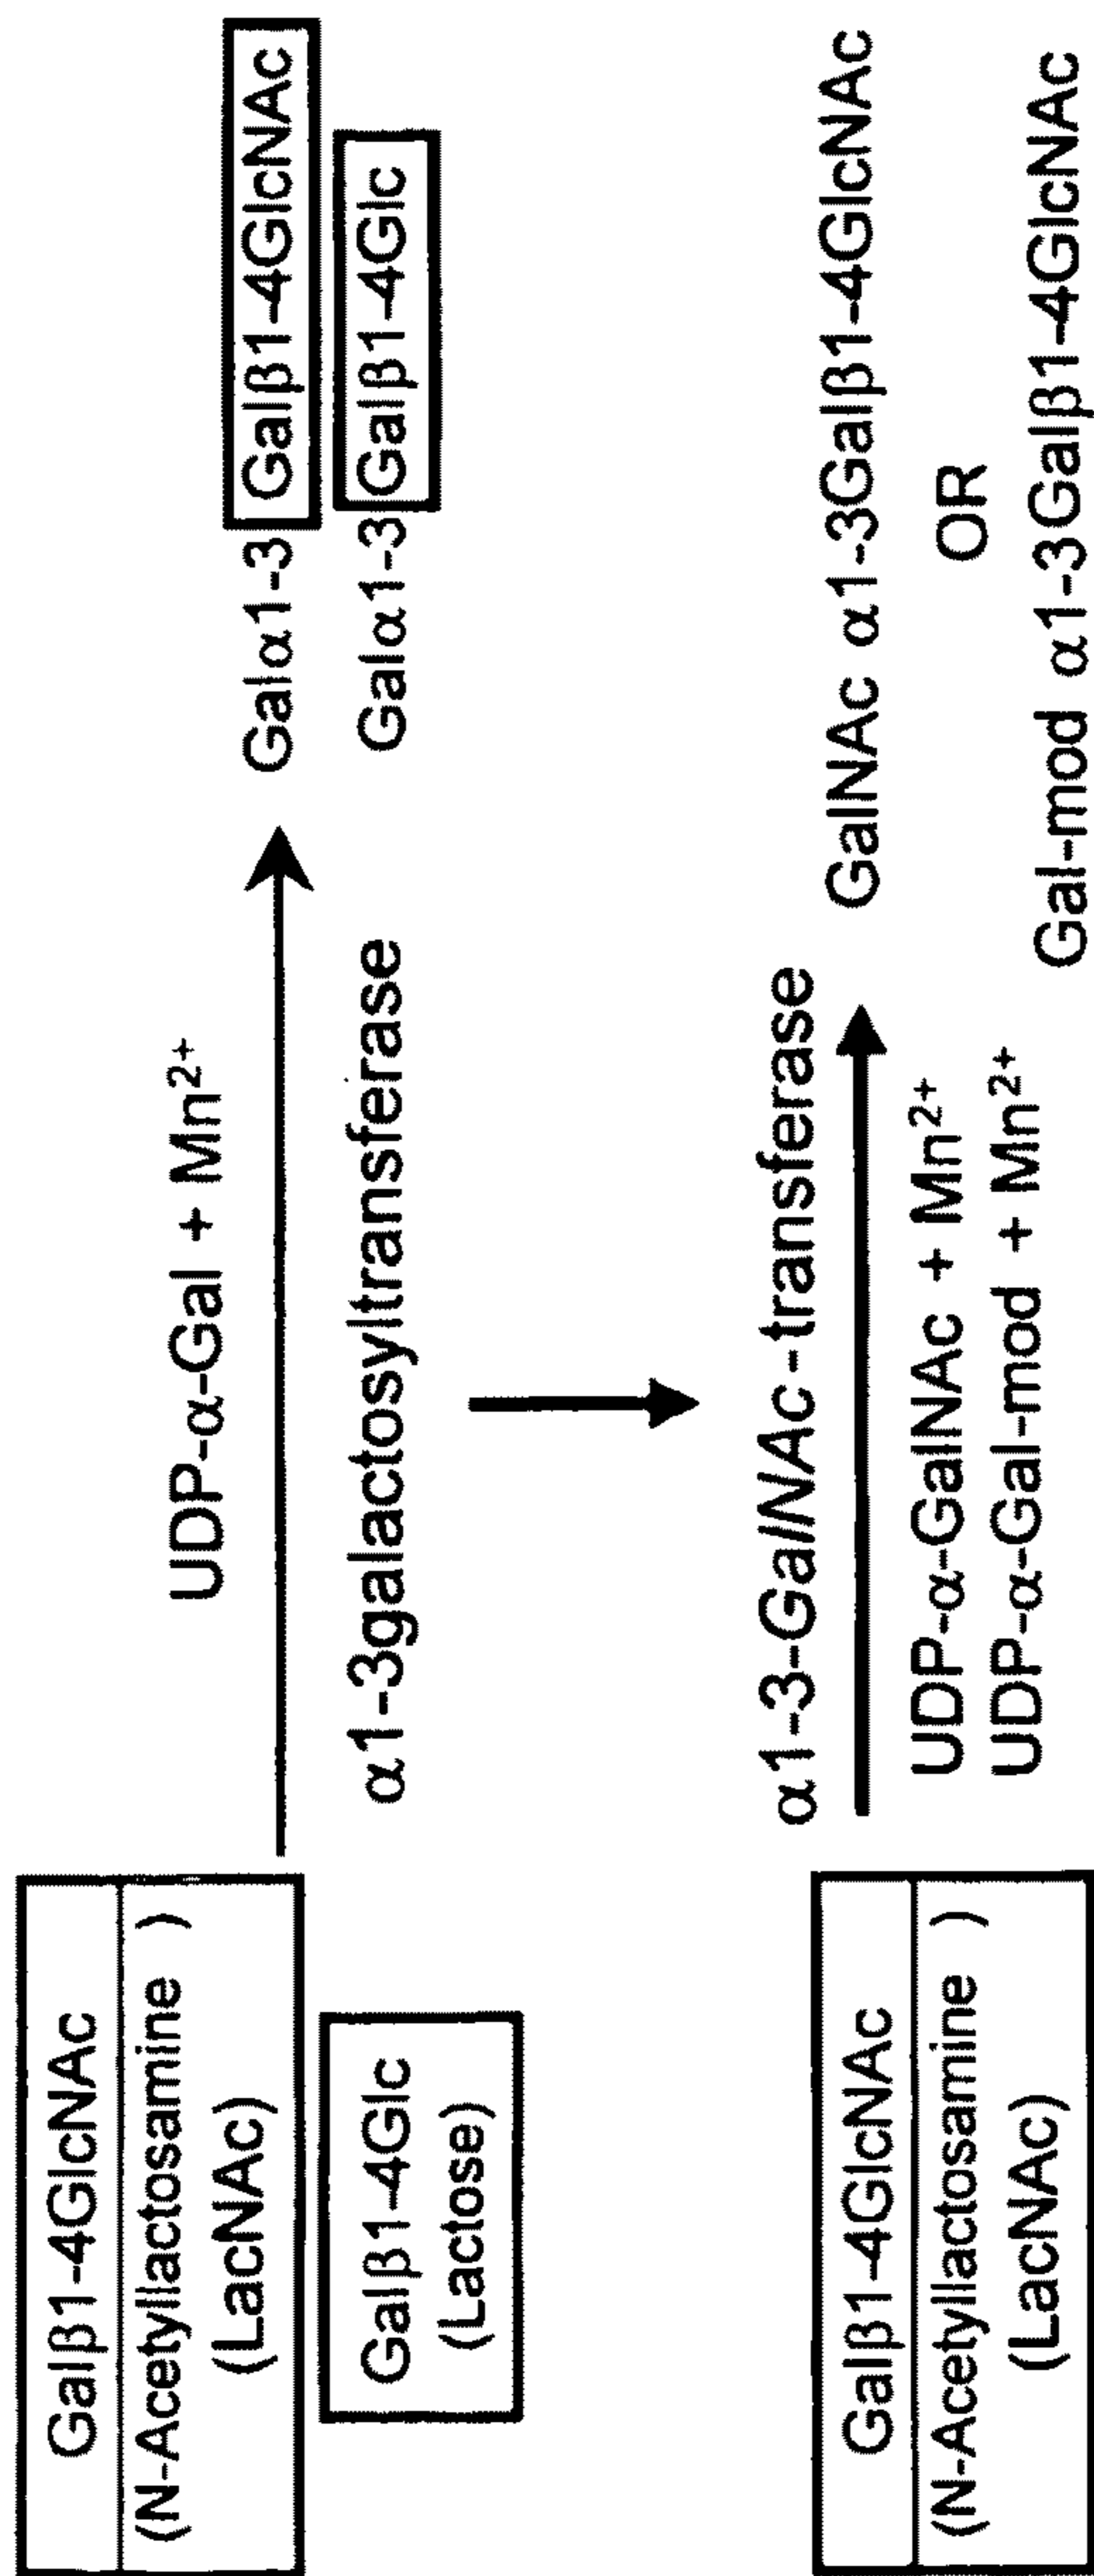 Galβ1-4GlcNAc
(N-Acetyllactosamine )
(LacNAc)
Galβ1-4Glc
(Lactose)
UDP-α-Gal + Mn²⁺
α1-3galactosyltransferase
Galα1-3 Galβ1-4GlcNAc
Galα1-3 Galβ1-4Glc
Galβ1-4GlcNAc
(N-Acetyllactosamine )
(LacNAc)
α1-3-GalNAc-transferase
UDP-α-GalNAc + Mn²⁺
UDP-α-Gal-mod + Mn²⁺
GalNAc α1-3Galβ1-4GlcNAc
OR
Gal-mod α1-3Galβ1-4GlcNAc